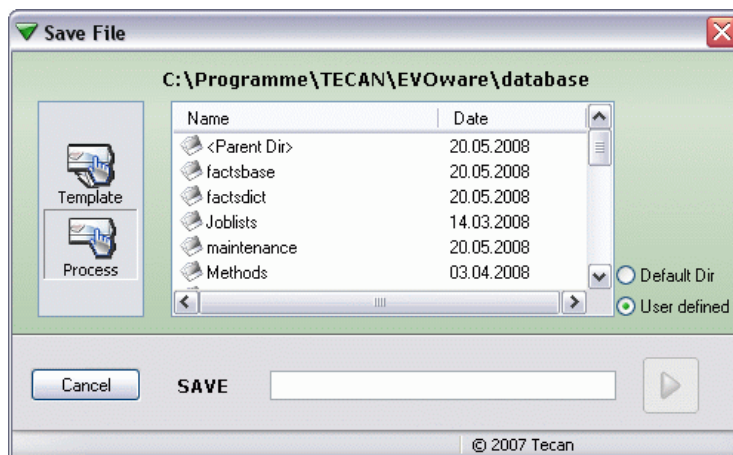 Save File
C:\Programme\TECAN\EVOware\database
Name Date
<Parent Dir> 20.05.2008
factsbase 20.05.2008
factsdict 20.05.2008
Joblists 14.03.2008
maintenance 20.05.2008
Methods 03.04.2008
Template
Process
Default Dir
User defined
Cancel
SAVE
© 2007 Tecan